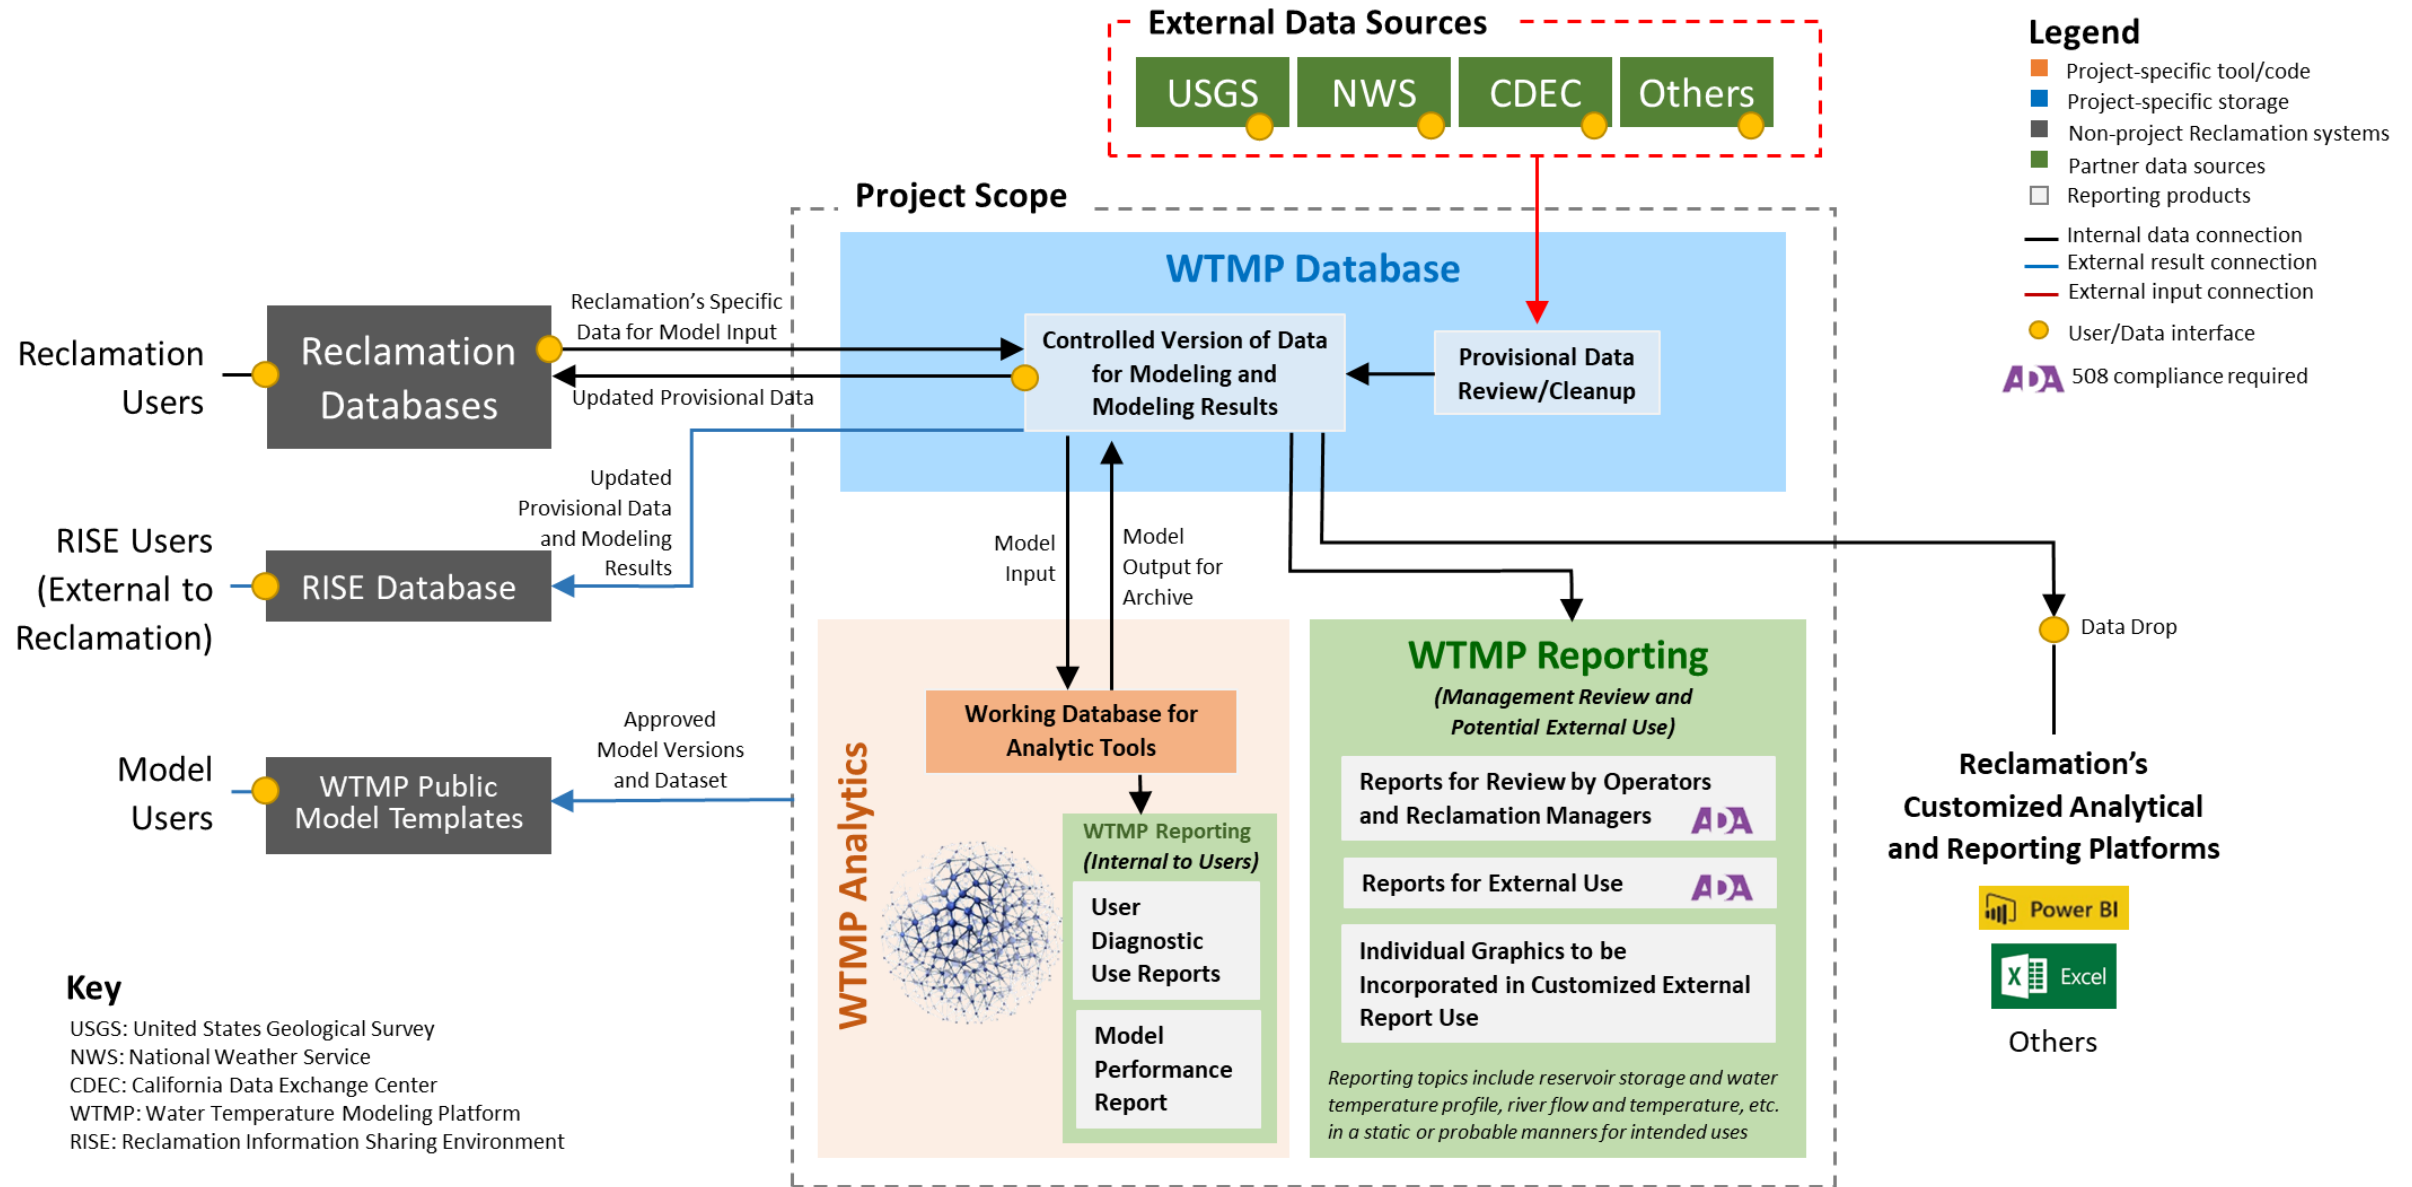 External Data Sources
USGS
NWS
CDEC
Others
Legend
Project-specific tool/code
Project-specific storage
Non-project Reclamation systems
Partner data sources
Reporting products
Internal data connection
External result connection
External input connection
User/Data interface
ADA 508 compliance required
Project Scope
WTMP Database
Controlled Version of Data
for Modeling and
Modeling Results
Provisional Data
Review/Cleanup
Reclamation
Users
Reclamation
Databases
Reclamation's Specific
Data for Model Input
Updated Provisional Data
RISE Users
(External to
Reclamation)
RISE Database
Updated
Provisional Data
and Modeling
Results
Model
Input
Model
Output for
Archive
Model
Users
WTMP Public
Model Templates
Approved
Model Versions
and Dataset
WTMP Analytics
Working Database for
Analytic Tools
WTMP Reporting
(Internal to Users)
User
Diagnostic
Use Reports
Model
Performance
Report
WTMP Reporting
(Management Review and
Potential External Use)
Reports for Review by Operators
and Reclamation Managers
ADA
Reports for External Use
ADA
Individual Graphics to be
Incorporated in Customized External
Report Use
Reporting topics include reservoir storage and water
temperature profile, river flow and temperature, etc.
in a static or probable manners for intended uses
Data Drop
Reclamation's
Customized Analytical
and Reporting Platforms
Power BI
X Excel
Others
Key
USGS: United States Geological Survey
NWS: National Weather Service
CDEC: California Data Exchange Center
WTMP: Water Temperature Modeling Platform
RISE: Reclamation Information Sharing Environment